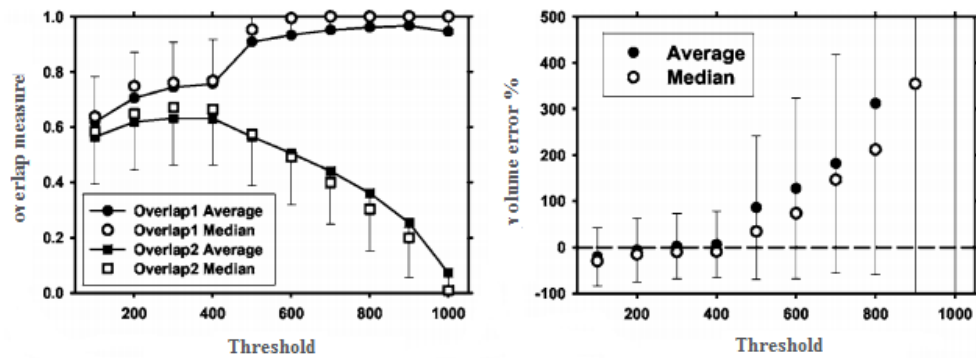 overlap measure
1.0
0.8
0.6
0.4
0.2
0.0
Overlap1 Average
Overlap1 Median
Overlap2 Average
Overlap2 Median
200 400 600 800 1000
Threshold
volume error %
500
400
300
200
100
0
-100
Average
Median
200 400 600 800 1000
Threshold